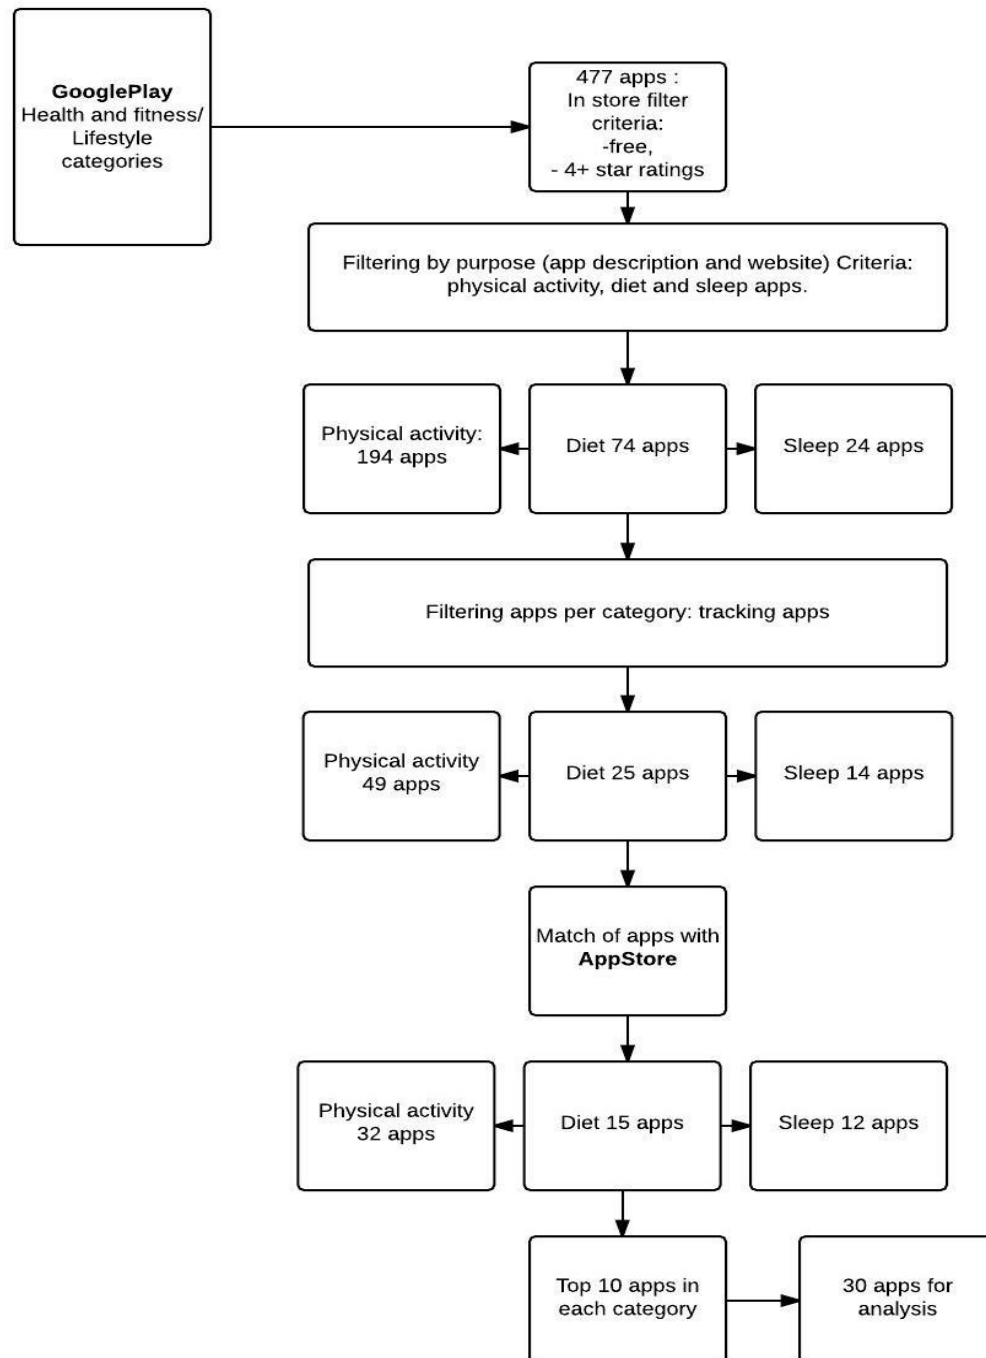 GooglePlay
Health and fitness/
Lifestyle
categories
477 apps :
In store filter
criteria:
-free,
- 4+ star ratings
Filtering by purpose (app description and website) Criteria:
physical activity, diet and sleep apps.
Physical activity:
194 apps
Diet 74 apps
Sleep 24 apps
Filtering apps per category: tracking apps
Physical activity
49 apps
Diet 25 apps
Sleep 14 apps
Match of apps with
AppStore
Physical activity
32 apps
Diet 15 apps
Sleep 12 apps
Top 10 apps in
each category
30 apps for
analysis